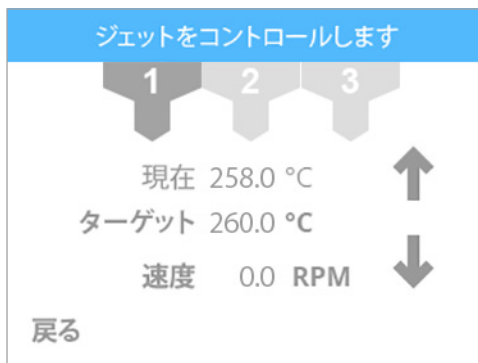 ジェットをコントロールします
1 2 3
現在 258.0 °C
ターゲット 260.0 °C
速度 0.0 RPM
戻る